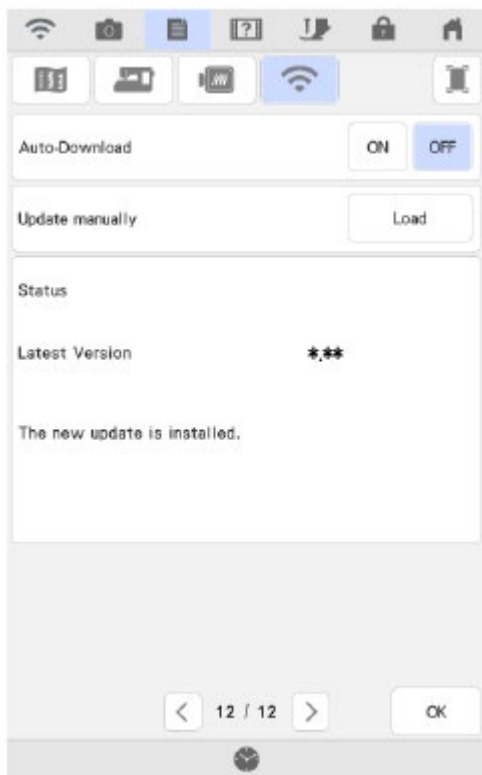 Auto-Download ON OFF
Update manually Load
Status
Latest Version *.**
The new update is installed.
12 / 12 OK